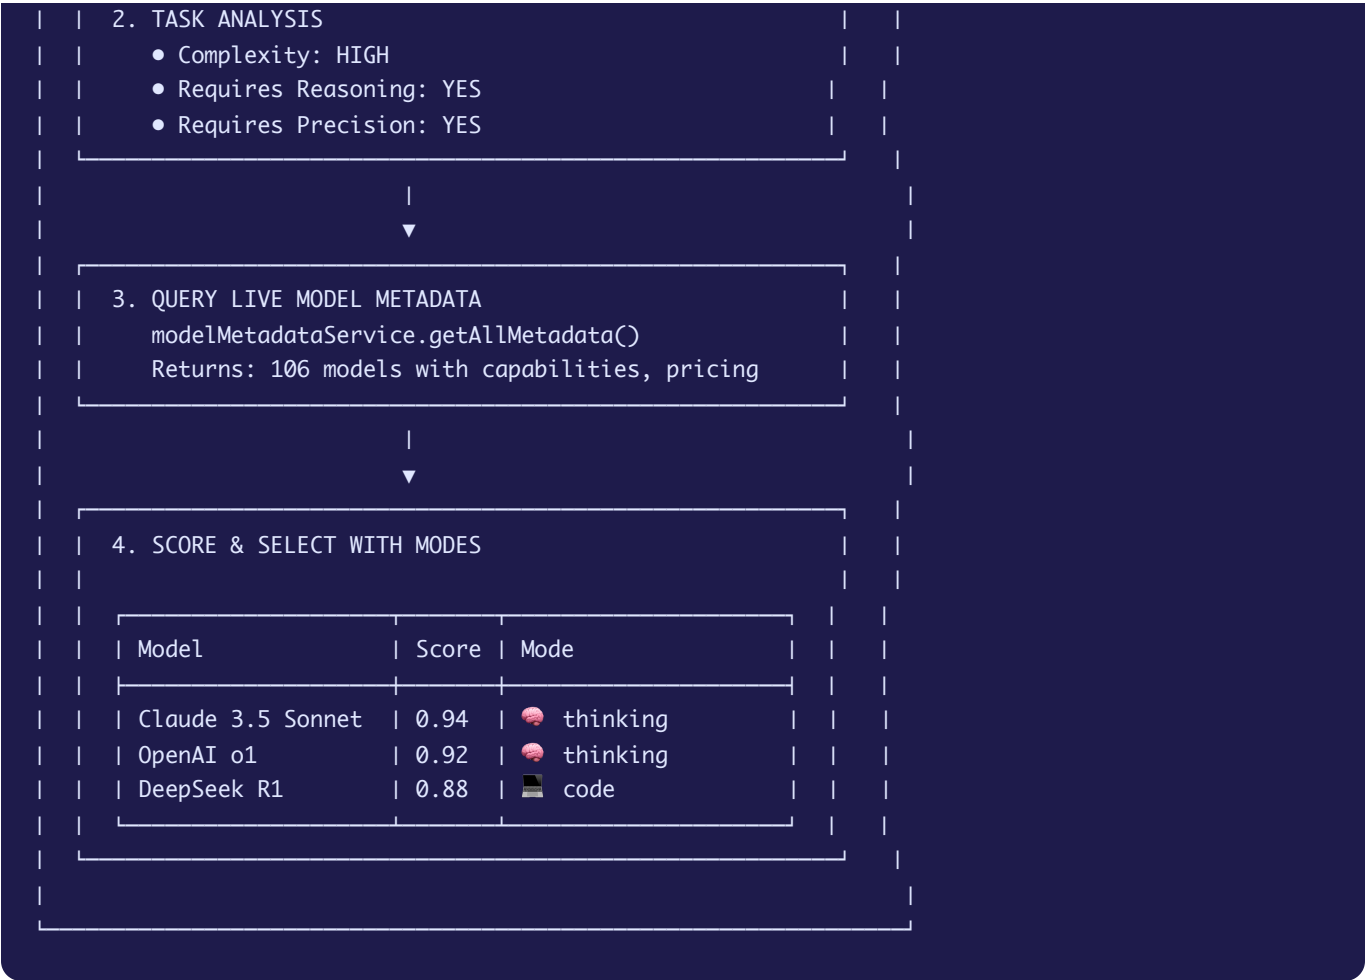 2. TASK ANALYSIS
● Complexity: HIGH
● Requires Reasoning: YES
● Requires Precision: YES
▼
3. QUERY LIVE MODEL METADATA
modelMetadataService.getAllMetadata()
Returns: 106 models with capabilities, pricing
▼
4. SCORE & SELECT WITH MODES
| Model | Score | Mode |
| Claude 3.5 Sonnet | 0.94 | 🧠 thinking |
| OpenAI o1 | 0.92 | 🧠 thinking |
| DeepSeek R1 | 0.88 | 💻 code |